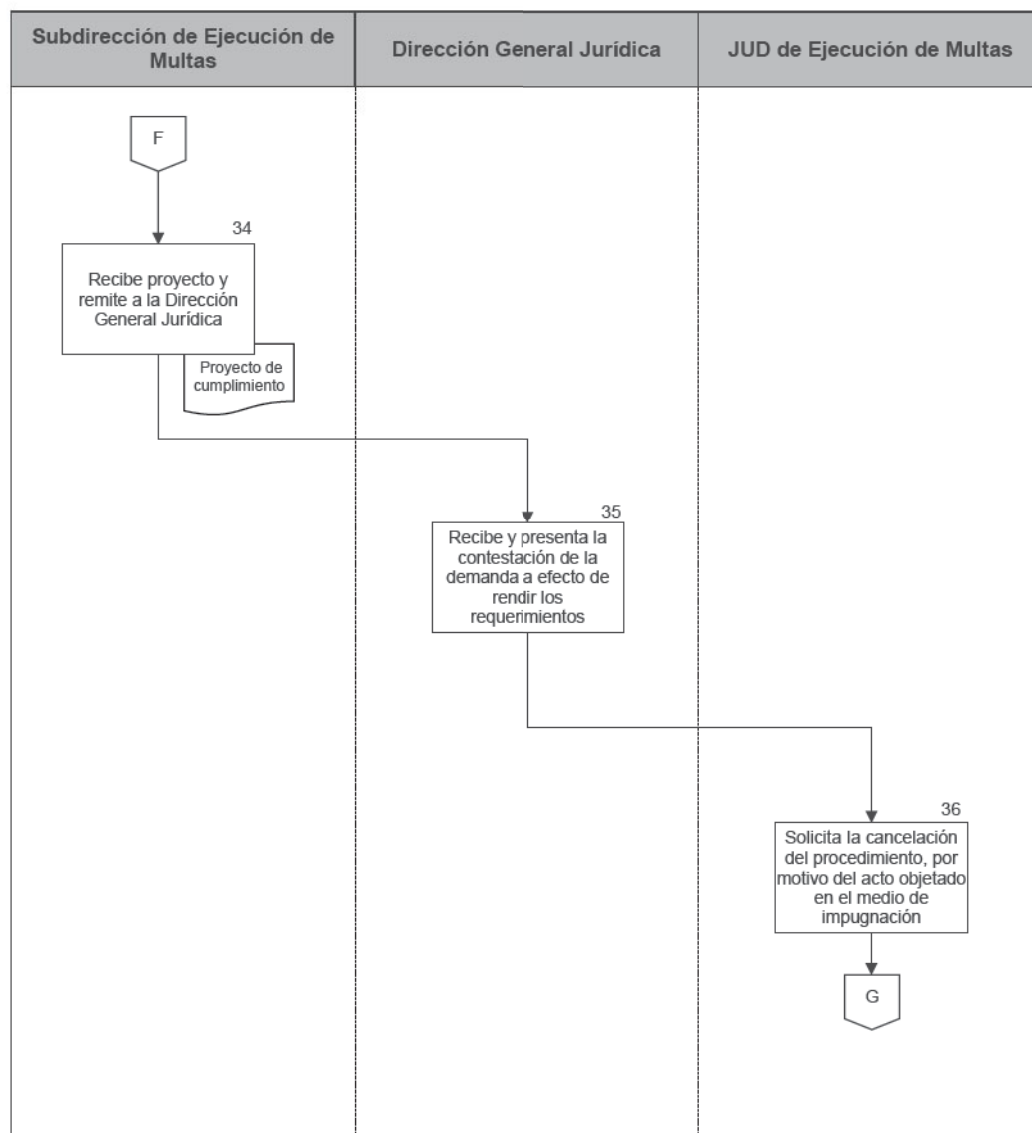 Subdirección de Ejecución de
Multas
Dirección General Jurídica
JUD de Ejecución de Multas
F
34
Recibe proyecto y
remite a la Dirección
General Jurídica
Proyecto de
cumplimiento
35
Recibe y presenta la
contestación de la
demanda a efecto de
rendir los
requerimientos
36
Solicita la cancelación
del procedimiento, por
motivo del acto objetado
en el medio de
impugnación
G